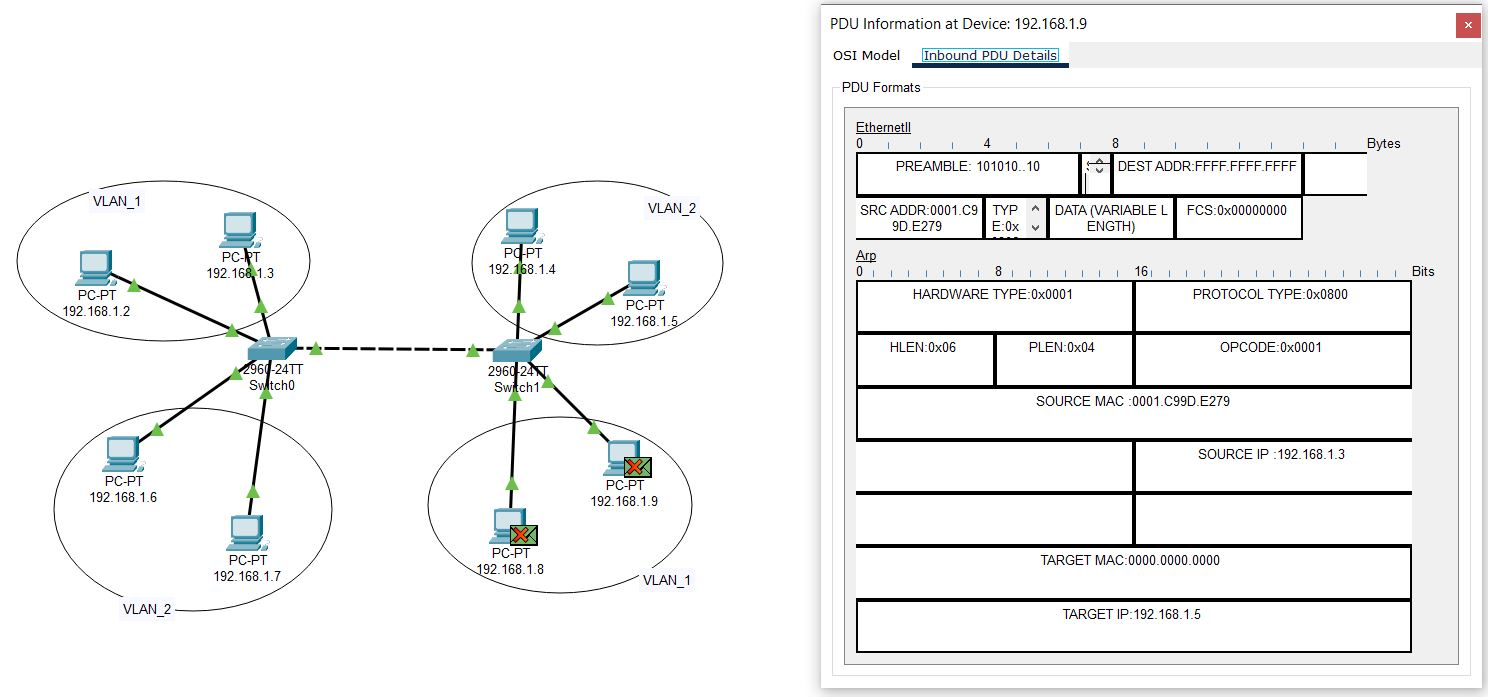 VLAN_1
PC-PT
192.168.1.3
PC-PT
192.168.1.2
VLAN_2
PC-PT
192.168.1.4
PC-PT
192.168.1.5
2960-24TT
Switch0
2960-24TT
Switch1
PC-PT
192.168.1.6
PC-PT
192.168.1.7
VLAN_2
PC-PT
192.168.1.9
PC-PT
192.168.1.8
VLAN_1
PDU Information at Device: 192.168.1.9
OSI Model Inbound PDU Details
PDU Formats
EthernetII
0 4 8 Bytes
PREAMBLE: 101010..10 DEST ADDR:FFFF.FFFF.FFFF
SRC ADDR:0001.C9
9D.E279
TYP
E:0x
DATA (VARIABLE L
ENGTH)
FCS:0x00000000
Arp
0 8 16 Bits
HARDWARE TYPE:0x0001 PROTOCOL TYPE:0x0800
HLEN:0x06 PLEN:0x04 OPCODE:0x0001
SOURCE MAC :0001.C99D.E279
SOURCE IP :192.168.1.3
TARGET MAC:0000.0000.0000
TARGET IP:192.168.1.5